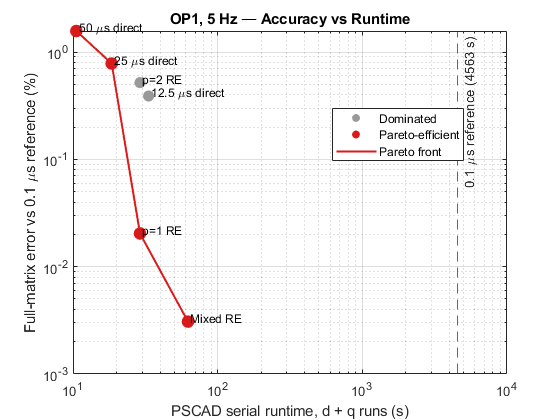 OP1, 5 Hz — Accuracy vs Runtime
50 μs direct
25 μs direct
p=2 RE
12.5 μs direct
p=1 RE
Mixed RE
Dominated
Pareto-efficient
Pareto front
0.1 μs reference (4563 s)
Full-matrix error vs 0.1 μs reference (%)
10^0
10^-1
10^-2
10^-3
10^1
10^2
10^3
10^4
PSCAD serial runtime, d + q runs (s)